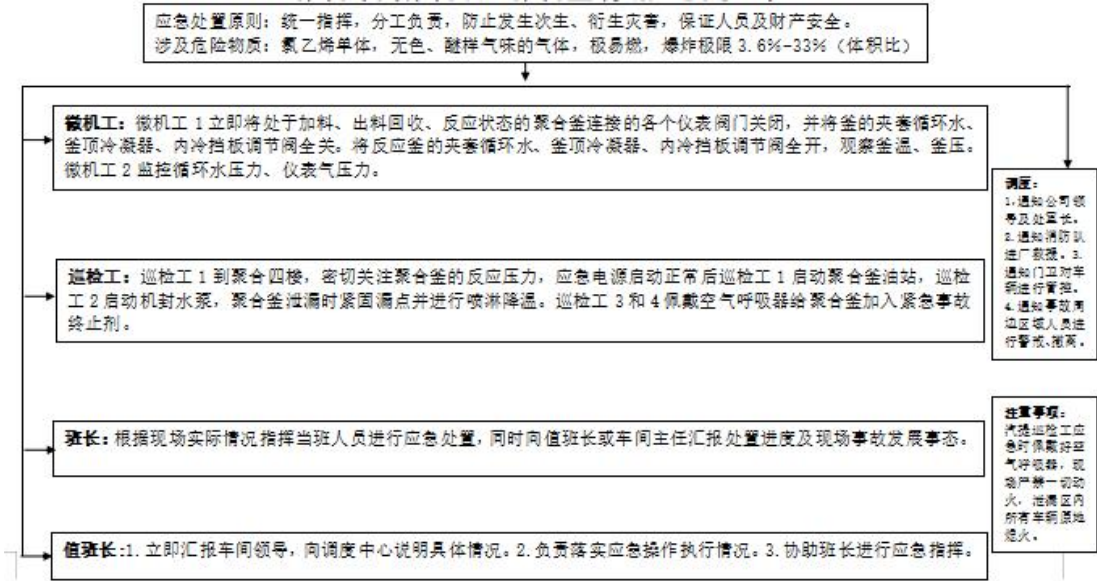 应急处置原则：统一指挥，分工负责，防止发生次生、衍生灾害，保证人员及财产安全。
涉及危险物质：氯乙烯单体，无色、醚样气味的气体，极易燃，爆炸极限3.6%-33%（体积比）
微机工：微机工1立即将处于加料、出料回收、反应状态的聚合釜连接的各个仪表阀门关闭，并将釜的夹套循环水、
釜顶冷凝器、内冷挡板调节阀全关。将反应釜的夹套循环水、釜顶冷凝器、内冷挡板调节阀全开，观察釜温、釜压。
微机工2监控循环水压力、仪表气压力。
巡检工：巡检工1到聚合四楼，密切关注聚合釜的反应压力，应急电源启动正常后巡检工1启动聚合釜油站，巡检
工2启动机封水泵，聚合釜泄漏时紧固漏点并进行喷淋降温。巡检工3和4佩戴空气呼吸器给聚合釜加入紧急事故
终止剂。
班长：根据现场实际情况指挥当班人员进行应急处置，同时向值班长或车间主任汇报处置进度及现场事故发展事态。
值班长：1.立即汇报车间领导，向调度中心说明具体情况。2.负责落实应急操作执行情况。3.协助班长进行应急指挥。
调度：
1.通知公司领
导及处室长。
2.通知消防队
进厂救援。3.
通知门卫对车
辆进行管控。
4.通知事故周
边区域人员进
行警戒、撤离。
注意事项：
汽提巡检工应
急时佩戴好空
气呼吸器，现
场严禁一切动
火，泄漏区内
所有车辆原地
熄火。